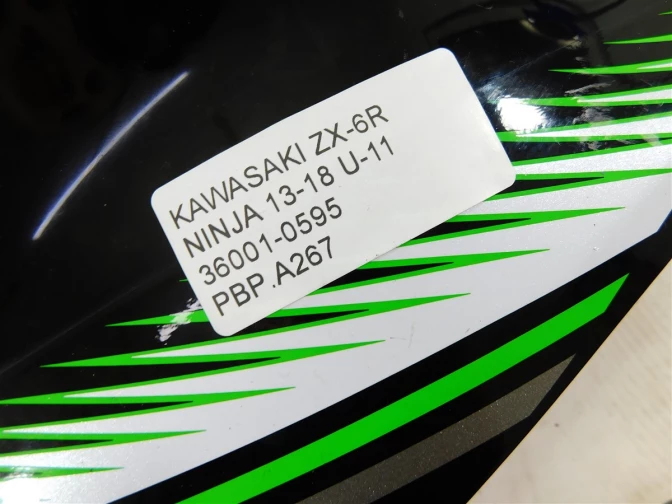 KAWASAKI ZX-6R
NINJA 13-18 U-11
36001-0595
PBP.A267